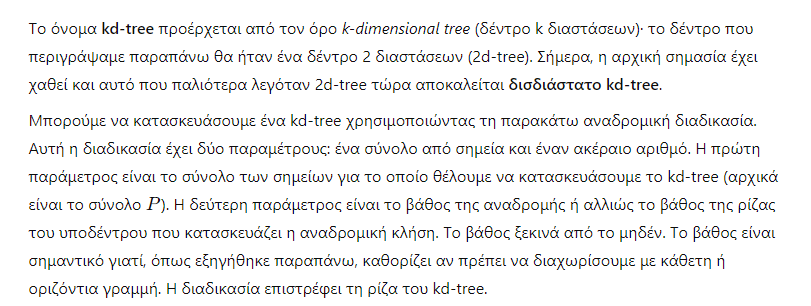 Το όνομα kd-tree προέρχεται από τον όρο k-dimensional tree (δέντρο k διαστάσεων)· το δέντρο που
περιγράψαμε παραπάνω θα ήταν ένα δέντρο 2 διαστάσεων (2d-tree). Σήμερα, η αρχική σημασία έχει
χαθεί και αυτό που παλιότερα λεγόταν 2d-tree τώρα αποκαλείται δισδιάστατο kd-tree.
Μπορούμε να κατασκευάσουμε ένα kd-tree χρησιμοποιώντας τη παρακάτω αναδρομική διαδικασία.
Αυτή η διαδικασία έχει δύο παραμέτρους: ένα σύνολο από σημεία και έναν ακέραιο αριθμό. Η πρώτη
παράμετρος είναι το σύνολο των σημείων για το οποίο θέλουμε να κατασκευάσουμε το kd-tree (αρχικά
είναι το σύνολο P). Η δεύτερη παράμετρος είναι το βάθος της αναδρομής ή αλλιώς το βάθος της ρίζας
του υποδέντρου που κατασκευάζει η αναδρομική κλήση. Το βάθος ξεκινά από το μηδέν. Το βάθος είναι
σημαντικό γιατί, όπως εξηγήθηκε παραπάνω, καθορίζει αν πρέπει να διαχωρίσουμε με κάθετη ή
οριζόντια γραμμή. Η διαδικασία επιστρέφει τη ρίζα του kd-tree.